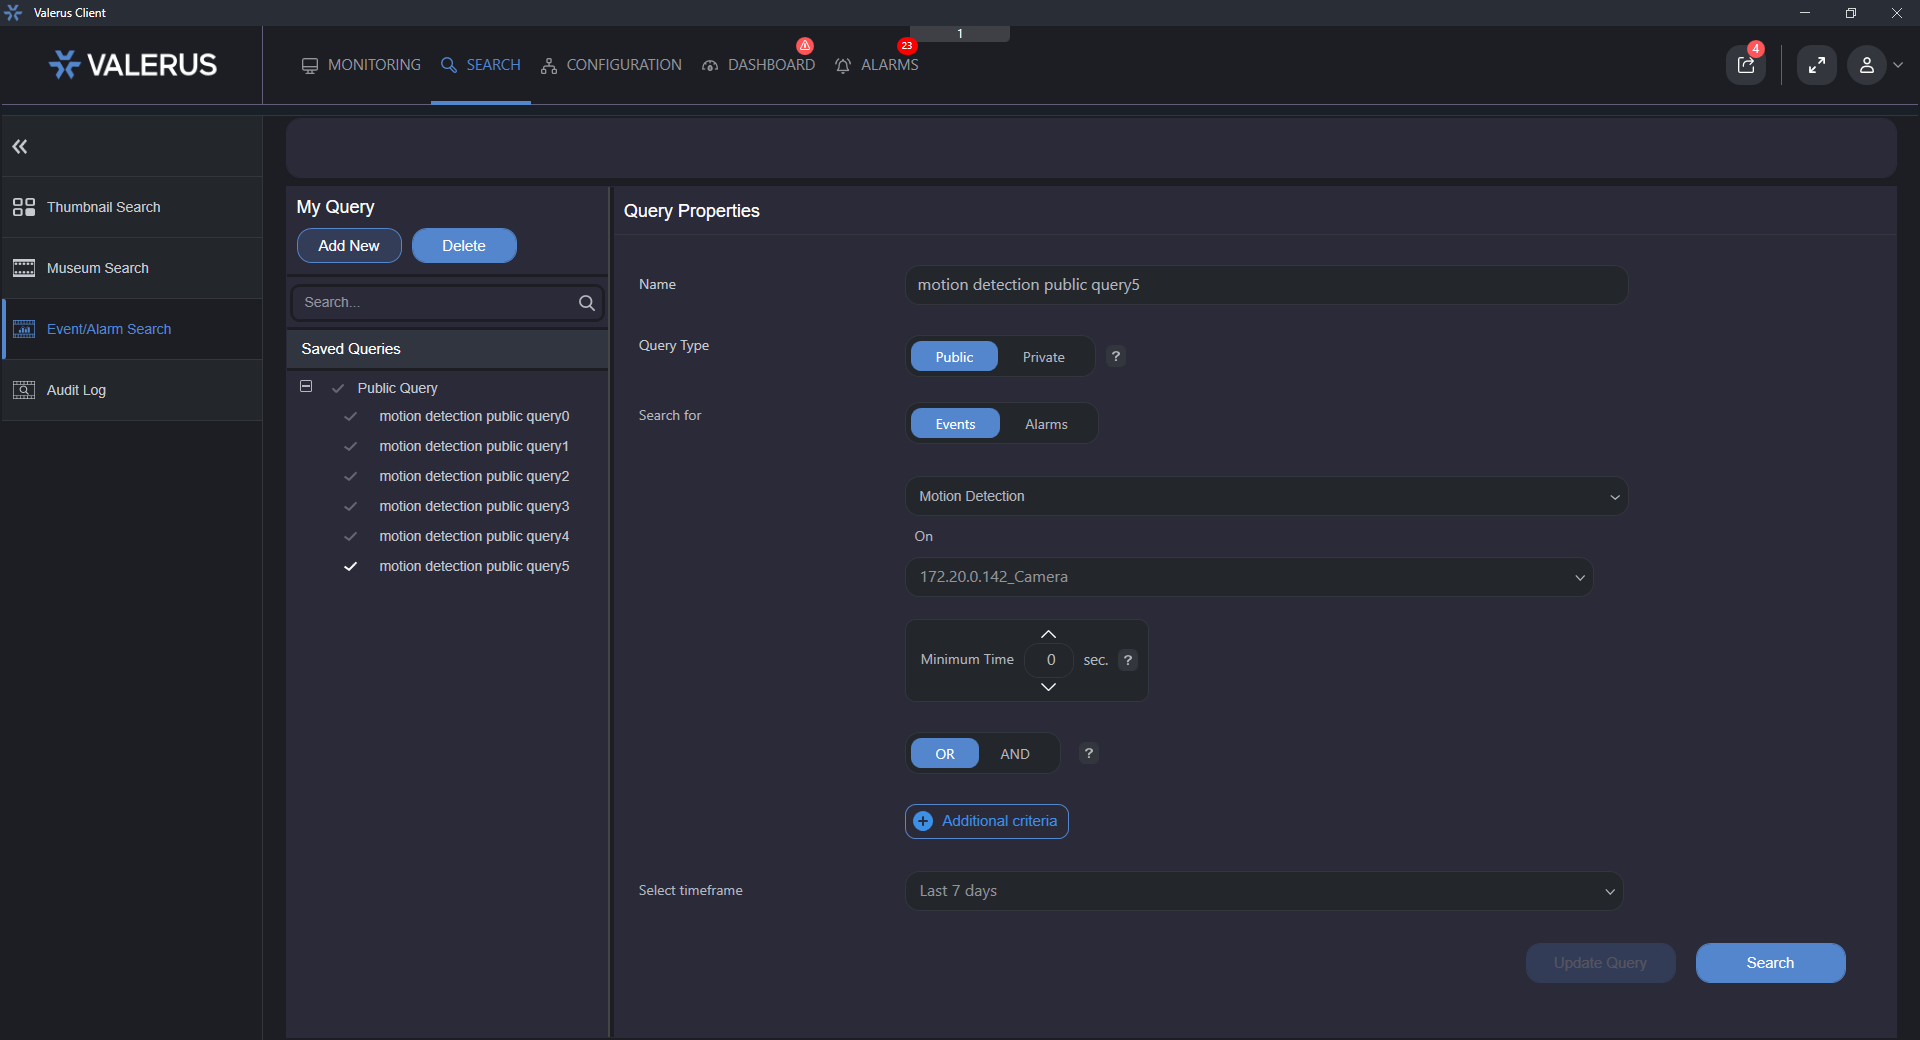 Valerus Client
1
VALERUS
MONITORING
SEARCH
CONFIGURATION
DASHBOARD
23
ALARMS
4
Thumbnail Search
Museum Search
Event/Alarm Search
Audit Log
My Query
Add New
Delete
Search...
Saved Queries
Public Query
motion detection public query0
motion detection public query1
motion detection public query2
motion detection public query3
motion detection public query4
motion detection public query5
Query Properties
Name
motion detection public query5
Query Type
Public
Private
?
Search for
Events
Alarms
Motion Detection
On
172.20.0.142_Camera
Minimum Time
0
sec.
?
OR
AND
?
Additional criteria
Select timeframe
Last 7 days
Update Query
Search